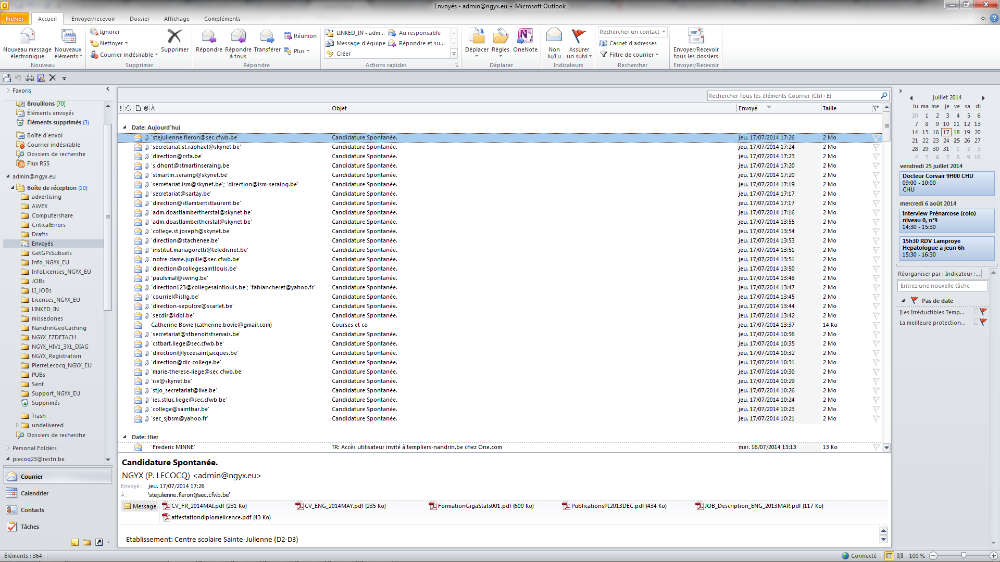 Envoyés - admin@ngyx.eu - Microsoft Outlook
Fichier Accueil Envoyer/recevoir Dossier Affichage Compléments
Nouveau message électronique
Nouveaux éléments
Nouveau
Ignorer
Nettoyer
Courrier indésirable
Supprimer
Supprimer
Répondre
Répondre à tous
Transférer
Réunion
Plus
Répondre
LINKED_IN - adm...
Au responsable
Message d'équipe
Répondre et su...
Créer
Actions rapides
Déplacer
Règles
OneNote
Déplacer
Non lu/Lu
Assurer un suivi
Indicateurs
Rechercher un contact
Carnet d'adresses
Filtre de courrier
Rechercher
Envoyer/Recevoir tous les dossiers
Envoyer/Recevoir
Favoris
Brouillons [70]
Éléments envoyés
Éléments supprimés (3)
Boîte d'envoi
Courrier indésirable
Dossiers de recherche
Flux RSS
admin@ngyx.eu
Boîte de réception (10)
advertising
AWEX
Computershare
CriticalErrors
Drafts
Envoyés
GetGPsSubsets
Info_NGYX_EU
InfoLicenses_NGYX_EU
JOBs
LI_JOBs
Licenses_NGYX_EU
LINKED_IN
missedones
NandrinGeoCaching
NGYX_EZDETACH
NGYX_HIV1_3XL_DIAG
NGYX_Registration
PierreLecocq_NGYX_EU
PUBs
Sent
Support_NGYX_EU
Supprimés
Trash
undelivered
Dossiers de recherche
Personal Folders
piecoq23@restn.be
Courrier
Calendrier
Contacts
Tâches
Rechercher Tous les éléments Courrier (Ctrl+E)
À Objet Envoyé Taille
Date: Aujourd'hui
'stejulienne.fleron@sec.cfwb.be' Candidature Spontanée. jeu. 17/07/2014 17:26 2 Mo
'secretariat.st.raphael@skynet.be' Candidature Spontanée. jeu. 17/07/2014 17:24 2 Mo
'direction@csfa.be' Candidature Spontanée. jeu. 17/07/2014 17:23 2 Mo
's.dhont@stmartinseraing.be' Candidature Spontanée. jeu. 17/07/2014 17:20 2 Mo
'stmartin.seraing@skynet.be' Candidature Spontanée. jeu. 17/07/2014 17:20 2 Mo
'secretariat.ism@skynet.be'; 'direction@ism-seraing.be' Candidature Spontanée. jeu. 17/07/2014 17:19 2 Mo
'secretariat@sartay.be' Candidature Spontanée. jeu. 17/07/2014 17:17 2 Mo
'direction@stlambertstlaurent.be' Candidature Spontanée. jeu. 17/07/2014 17:17 2 Mo
'adm.doastlambertherstal@skynet.be' Candidature Spontanée. jeu. 17/07/2014 17:16 2 Mo
'adm.doastlambertherstal@skynet.be' Candidature Spontanée. jeu. 17/07/2014 13:55 2 Mo
'college.st.joseph@skynet.be' Candidature Spontanée. jeu. 17/07/2014 13:54 2 Mo
'direction@stachenee.be' Candidature Spontanée. jeu. 17/07/2014 13:53 2 Mo
'institut.mariagoretti@teledisnet.be' Candidature Spontanée. jeu. 17/07/2014 13:51 2 Mo
'notre-dame.jupille@sec.cfwb.be' Candidature Spontanée. jeu. 17/07/2014 13:51 2 Mo
'direction@collegesaintlouis.be' Candidature Spontanée. jeu. 17/07/2014 13:50 2 Mo
'paulsmal@swing.be' Candidature Spontanée. jeu. 17/07/2014 13:48 2 Mo
'direction123@collegesaintlouis.be'; 'fabiancheret@yahoo.fr' Candidature Spontanée. jeu. 17/07/2014 13:47 2 Mo
'courriel@isllg.be' Candidature Spontanée. jeu. 17/07/2014 13:45 2 Mo
'direction-sepulcre@scarlet.be' Candidature Spontanée. jeu. 17/07/2014 13:44 2 Mo
'secdir@idbl.be' Candidature Spontanée. jeu. 17/07/2014 13:42 2 Mo
Catherine Bovie (catherine.bovie@gmail.com) Courses et co jeu. 17/07/2014 13:37 14 Ko
'secretariat@stbenoitstservais.be' Candidature Spontanée. jeu. 17/07/2014 10:36 2 Mo
'cstbart.liege@sec.cfwb.be' Candidature Spontanée. jeu. 17/07/2014 10:35 2 Mo
'direction@lyceesaintjacques.be' Candidature Spontanée. jeu. 17/07/2014 10:32 2 Mo
'direction@dic-college.be' Candidature Spontanée. jeu. 17/07/2014 10:31 2 Mo
'marie-therese-liege@sec.cfwb.be' Candidature Spontanée. jeu. 17/07/2014 10:30 2 Mo
'isv@skynet.be' Candidature Spontanée. jeu. 17/07/2014 10:29 2 Mo
'stjo_secretariat@live.be' Candidature Spontanée. jeu. 17/07/2014 10:26 2 Mo
'ies.stluc.liege@sec.cfwb.be' Candidature Spontanée. jeu. 17/07/2014 10:24 2 Mo
'college@saintbar.be' Candidature Spontanée. jeu. 17/07/2014 10:23 2 Mo
'sec_sjbsm@yahoo.fr' Candidature Spontanée. jeu. 17/07/2014 10:21 2 Mo
Date: Hier
'Frederic MINNE' TR: Accès utilisateur invité à templiers-nandrin.be chez One.com mer. 16/07/2014 13:13 13 Ko
Candidature Spontanée.
NGYX (P. LECOCQ) <admin@ngyx.eu>
Envoyé : jeu. 17/07/2014 17:26
À : 'stejulienne.fleron@sec.cfwb.be'
Message CV_FR_2014MAI.pdf (231 Ko) CV_ENG_2014MAY.pdf (235 Ko) FormationGigaStats001.pdf (600 Ko) PublicationsPL2013DEC.pdf (434 Ko) JOB_Description_ENG_2013MAR.pdf (117 Ko)
attestationdiplomelicence.pdf (43 Ko)
Etablissement: Centre scolaire Sainte-Julienne (D2-D3)
juillet 2014
lu ma me je ve sa di
30 1 2 3 4 5 6
7 8 9 10 11 12 13
14 15 16 17 18 19 20
21 22 23 24 25 26 27
28 29 30 31 1 2 3
4 5 6 7 8 9 10
vendredi 25 juillet 2014
Docteur Corvair 9H00 CHU
09:00 - 10:00
CHU
mercredi 6 août 2014
Interview Prénarcose (colo)
niveau 0, n°9
14:30 - 15:30
15h30 RDV Lamproye
Hepatologue a jeun 6h
15:30 - 16:30
Réorganiser par : Indicateur :...
Entrez une nouvelle tâche
Pas de date
[Les Irréductibles Temp...
La meilleure protection...
Éléments : 364
Connecté 100 %